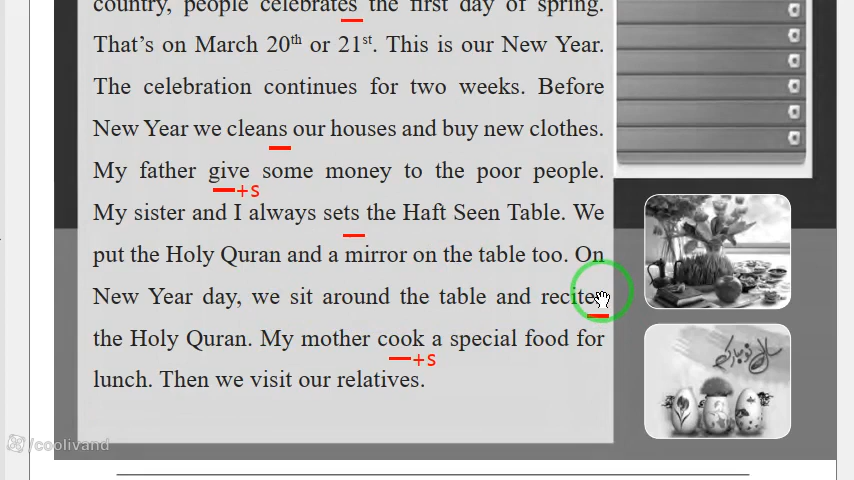 country, people celebrates the first day of spring.
That's on March 20th or 21st. This is our New Year.
The celebration continues for two weeks. Before
New Year we cleans our houses and buy new clothes.
My father give some money to the poor people.
+s
My sister and I always sets the Haft Seen Table. We
put the Holy Quran and a mirror on the table too. On
New Year day, we sit around the table and recites
the Holy Quran. My mother cook a special food for
+s
lunch. Then we visit our relatives.
سال نو مبارک
/coolivand